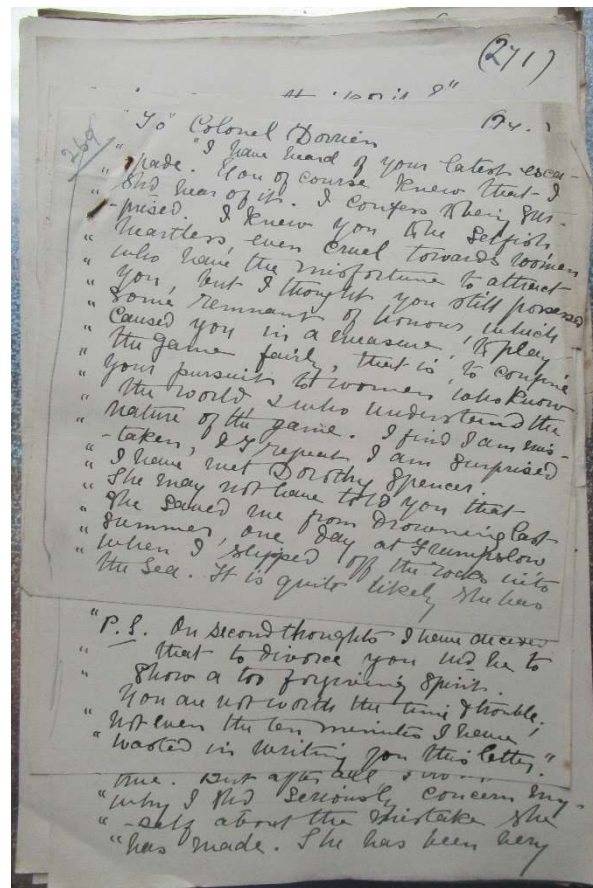 (271)
"April 8"
269
"To" Colonel Dorrien
" "I have heard of your latest esca-
" -pade. You of course knew that I
" shd hear of it. I confess to being sur-
" -prised. I knew you to be selfish,
" heartless, even cruel towards women
" who have the misfortune to attract
" you, but I thought you still possessed
" some remnant of honour, which
" caused you in a measure, to play
" the game fairly, that is, to confine
" your pursuit to women who know
" the world & who understand the
" nature of the game. I find I am mis-
" -taken, & I repeat I am surprised
" I have met Dorothy Spencer.
" She may not have told you that
" she saved me from drowning last
" summer, one day at Frumpslow
" when I slipped off the rocks into
the sea. It is quite likely she has
"P.S. On second thoughts I have decided
" that to divorce you wd be to
" show a too forgiving spirit.
" You are not worth the time & trouble;
" not even the ten minutes I have
" wasted in writing you this letter."
true. But after all I
" why I shd seriously concern my-
" -self about the mistake she
" has made. She has been very